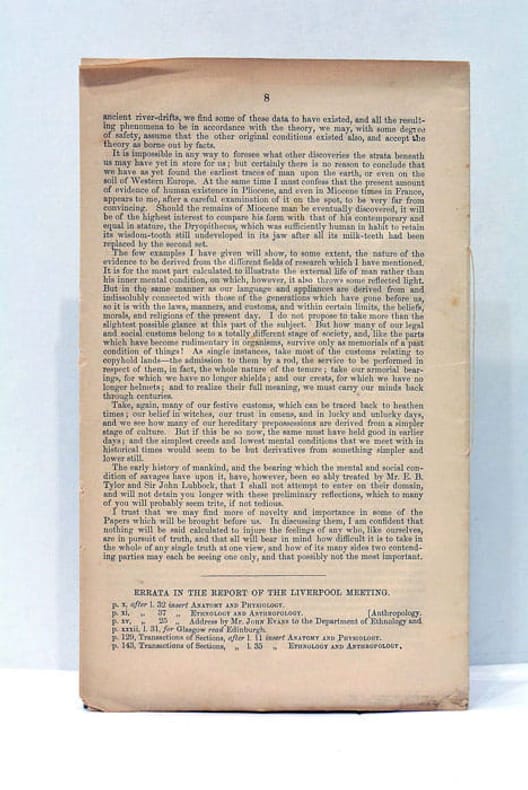 8
ancient river-drifts, we find some of these data to have existed, and all the result-
ing phenomena to be in accordance with the theory, we may, with some degree
of safety, assume that the other original conditions existed also, and accept the
theory as borne out by facts.
It is impossible in any way to foresee what other discoveries the strata beneath
us may have yet in store for us; but certainly there is no reason to conclude that
we have as yet found the earliest traces of man upon the earth, or even on the
soil of Western Europe. At the same time I must confess that the present amount
of evidence of human existence in Pliocene, and even in Miocene times in France,
appears to me, after a careful examination of it on the spot, to be very far from
convincing. Should the remains of Miocene man be eventually discovered, it will
be of the highest interest to compare his form with that of his contemporary and
equal in stature, the Dryopithecus, which was sufficiently human in habit to retain
its wisdom-tooth still undeveloped in its jaw after all its milk-teeth had been
replaced by the second set.
The few examples I have given will show, to some extent, the nature of the
evidence to be derived from the different fields of research which I have mentioned.
It is for the most part calculated to illustrate the external life of man rather than
his inner mental condition, on which, however, it also throws some reflected light.
But in the same manner as our language and appliances are derived from and
indissolubly connected with those of the generations which have gone before us,
so it is with the laws, manners, and customs, and within certain limits, the beliefs,
morals, and religions of the present day. I do not propose to take more than the
slightest possible glance at this part of the subject. But how many of our legal
and social customs belong to a totally different stage of society, and, like the parts
which have become rudimentary in organisms, survive only as memorials of a past
condition of things! As single instances, take most of the customs relating to
copyhold lands—the admission to them by a rod, the service to be performed in
respect of them, in fact, the whole nature of the tenure; take our armorial bear-
ings, for which we have no longer shields; and our crests, for which we have no
longer helmets; and to realize their full meaning, we must carry our minds back
through centuries.
Take, again, many of our festive customs, which can be traced back to heathen
times; our belief in witches, our trust in omens, and in lucky and unlucky days,
and we see how many of our hereditary prepossessions are derived from a simpler
stage of culture. But if this be so now, the same must have held good in earlier
days; and the simplest creeds and lowest mental conditions that we meet with in
historical times would seem to be but derivatives from something simpler and
lower still.
The early history of mankind, and the bearing which the mental and social con-
dition of savages have upon it, have, however, been so ably treated by Mr. E. B.
Tylor and Sir John Lubbock, that I shall not attempt to enter on their domain,
and will not detain you longer with these preliminary reflections, which to many
of you will probably seem trite, if not tedious.
I trust that we may find more of novelty and importance in some of the
Papers which will be brought before us. In discussing them, I am confident that
nothing will be said calculated to injure the feelings of any who, like ourselves,
are in pursuit of truth, and that all will bear in mind how difficult it is to take in
the whole of any single truth at one view, and how of its many sides two contend-
ing parties may each be seeing one only, and that possibly not the most important.
ERRATA IN THE REPORT OF THE LIVERPOOL MEETING.
p. x, after l. 32 insert ANATOMY AND PHYSIOLOGY.
p. xi, „ 37 „ ETHNOLOGY AND ANTHROPOLOGY. [Anthropology.
p. xv, „ 25 „ Address by Mr. JOHN EVANS to the Department of Ethnology and
p. xxxii, l. 31, for Glasgow read Edinburgh.
p. 129, Transactions of Sections, after l. 11 insert ANATOMY AND PHYSIOLOGY.
p. 143, Transactions of Sections, „ l. 35 „ ETHNOLOGY AND ANTHROPOLOGY.